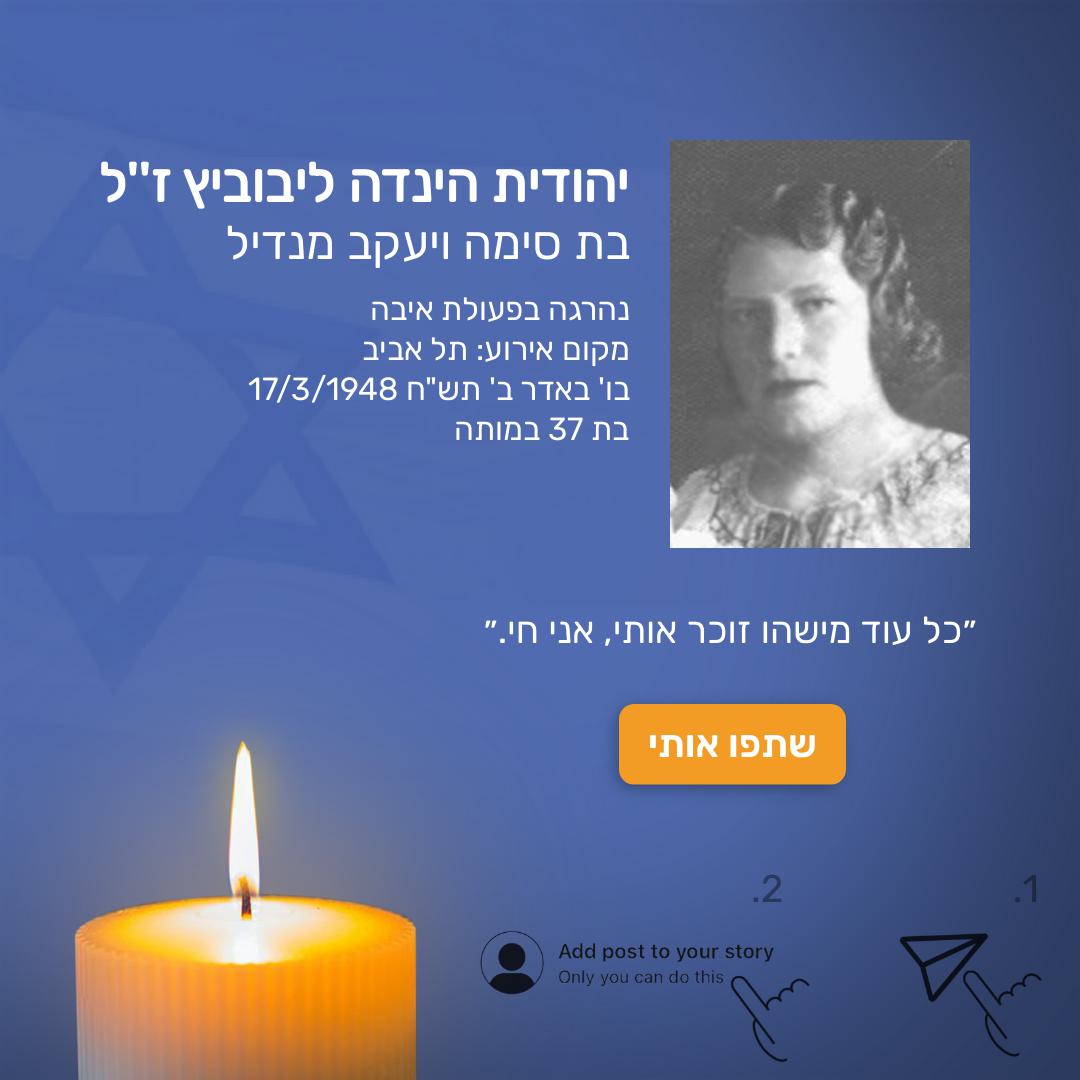 יהודית הינדה ליבוביץ ז"ל
בת סימה ויעקב מנדיל
נהרגה בפעולת איבה
מקום אירוע: תל אביב
בו' באדר ב' תש"ח 17/3/1948
בת 37 במותה
״כל עוד מישהו זוכר אותי, אני חי.״
שתפו אותי
1.
2.
Add post to your story
Only you can do this